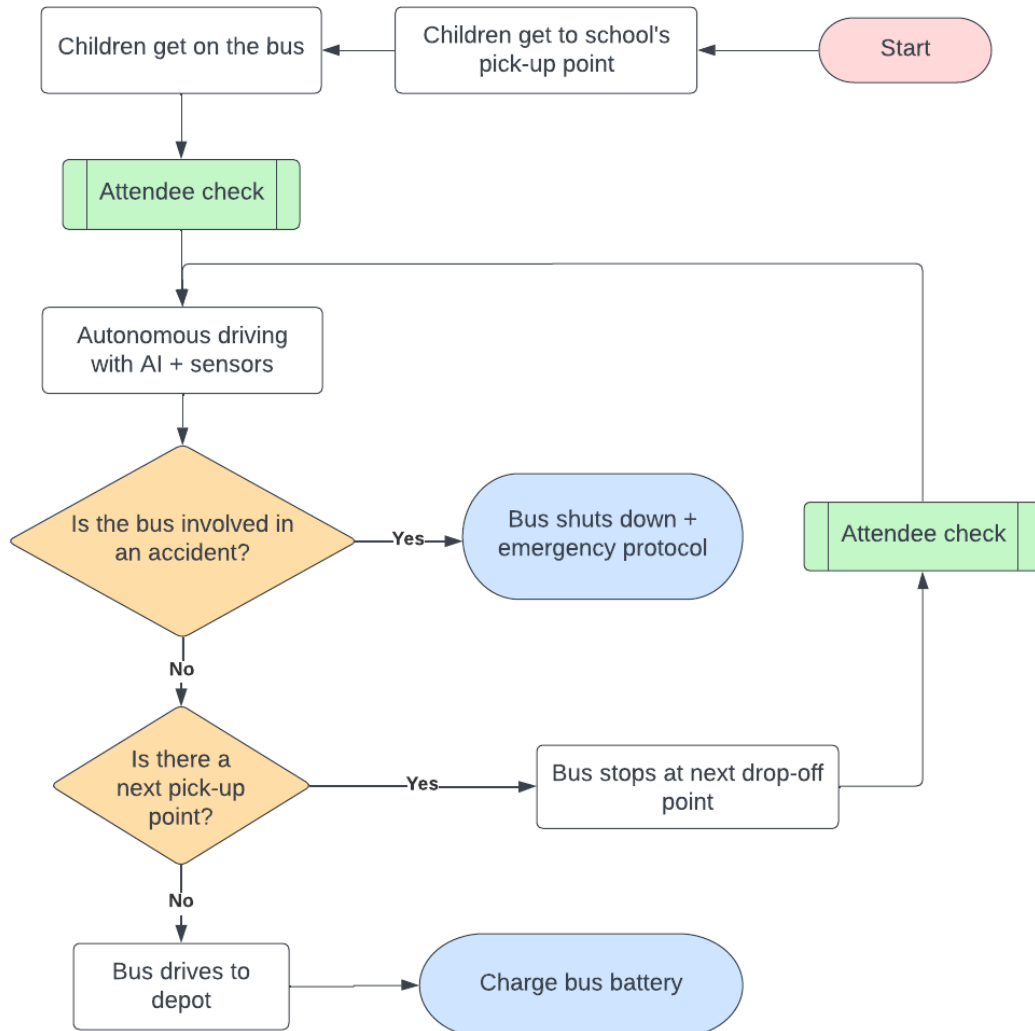 Start
Children get to school's
pick-up point
Children get on the bus
Attendee check
Autonomous driving
with AI + sensors
Is the bus involved in
an accident?
Yes
Bus shuts down +
emergency protocol
No
Is there a
next pick-up
point?
Yes
Bus stops at next drop-off
point
Attendee check
No
Bus drives to
depot
Charge bus battery